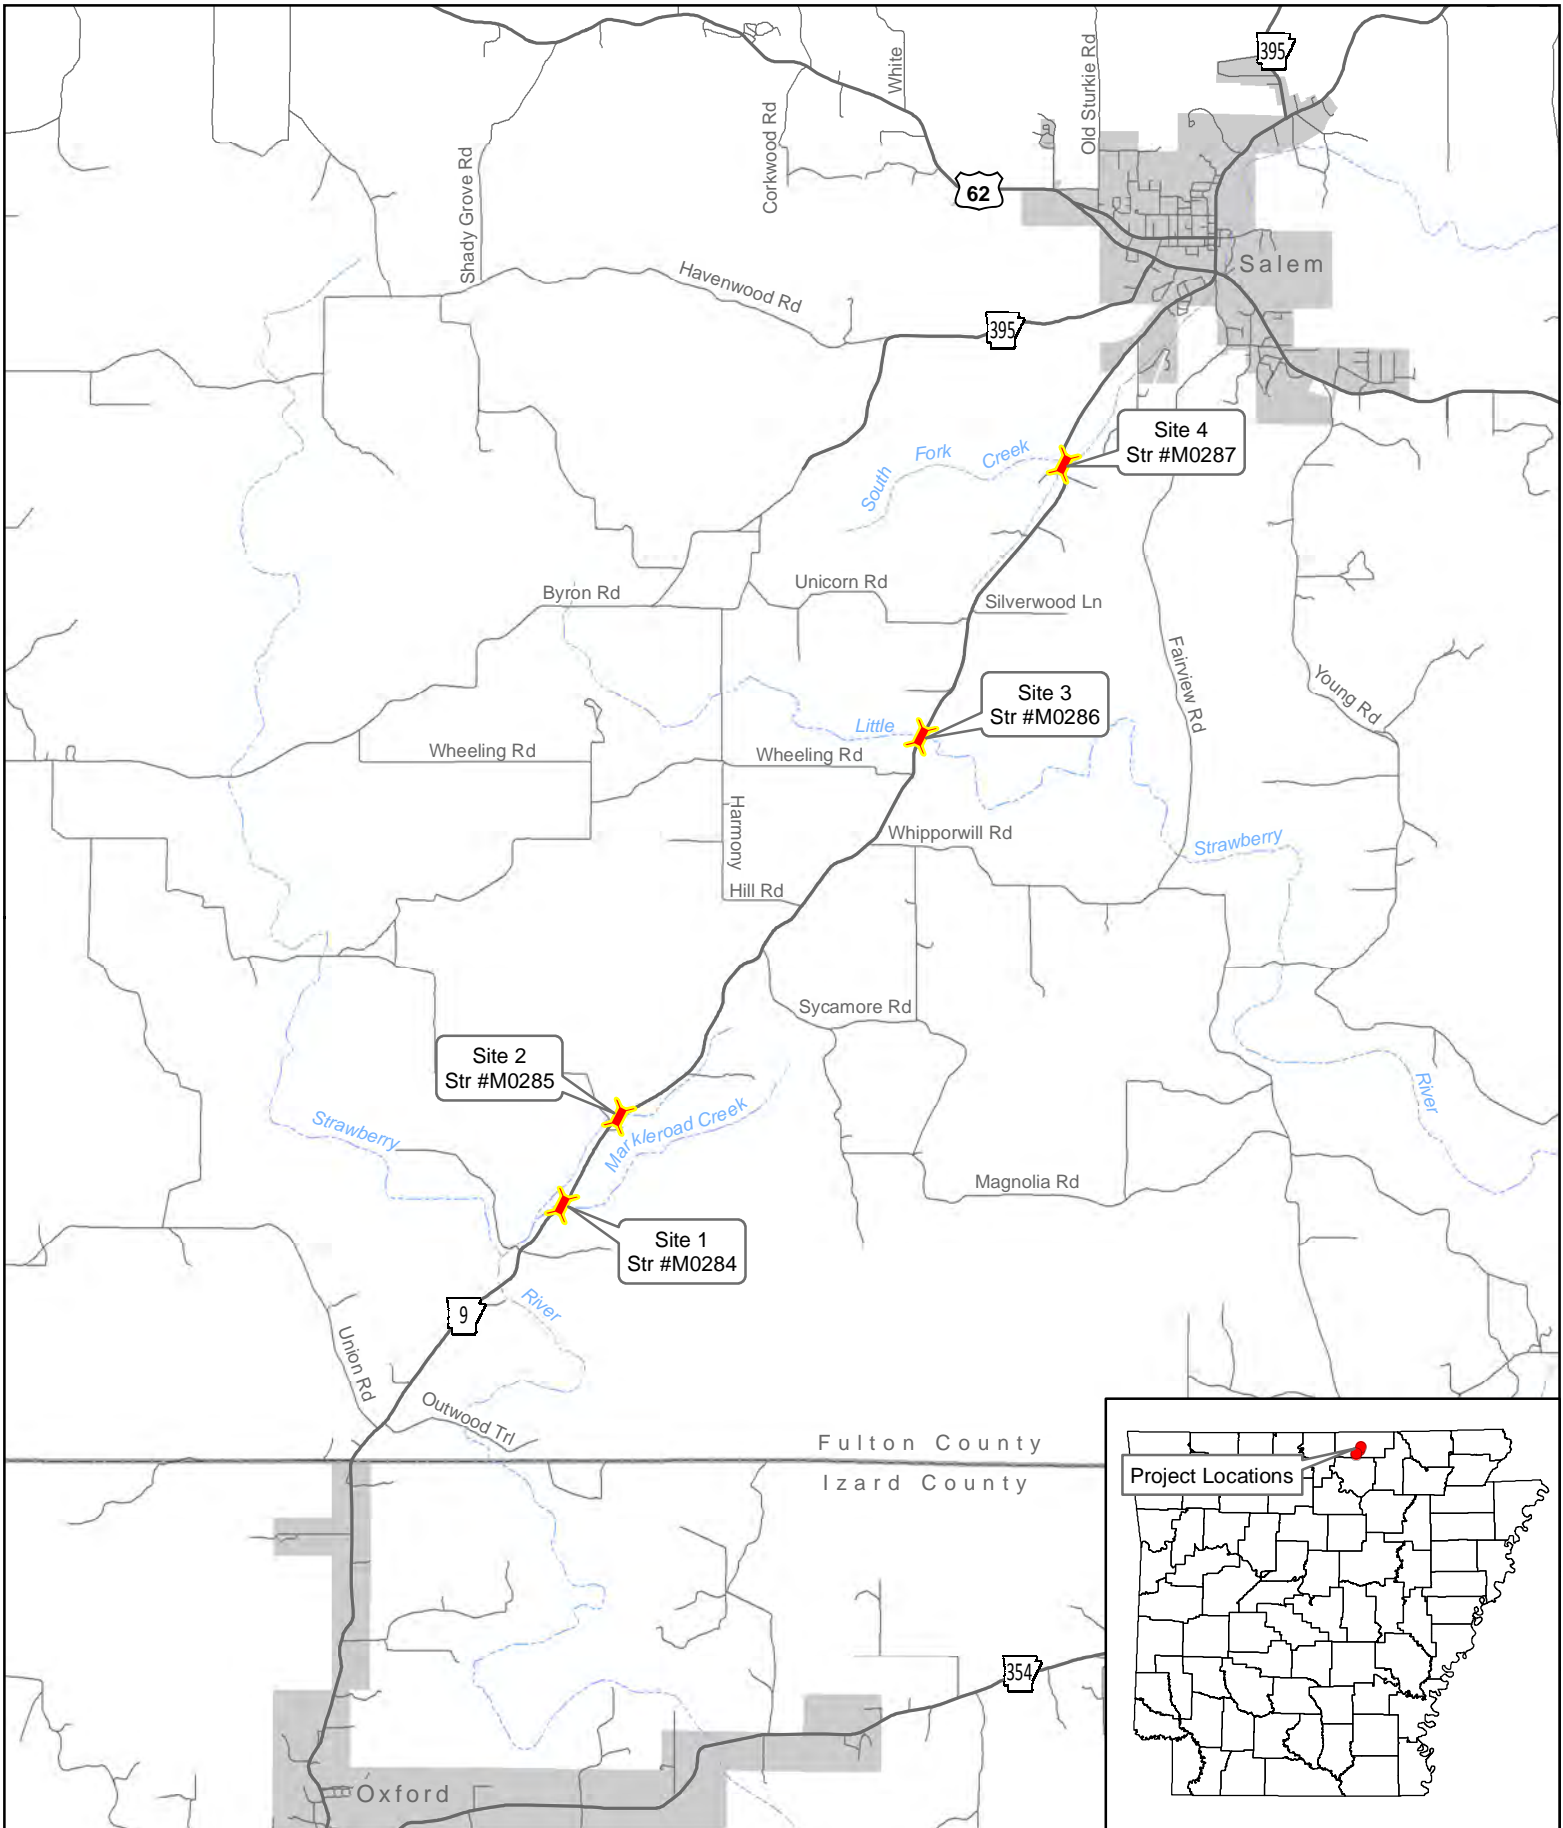 395
White
Old Sturkie Rd
Corkwood Rd
Shady Grove Rd
62
Salem
Havenwood Rd
395
Site 4
Str #M0287
South Fork Creek
Unicorn Rd
Byron Rd
Silverwood Ln
Fairview Rd
Young Rd
Site 3
Str #M0286
Little
Wheeling Rd
Wheeling Rd
Harmony
Hill Rd
Whipporwill Rd
Strawberry
Sycamore Rd
Site 2
Str #M0285
Strawberry
Markleroad Creek
River
Magnolia Rd
Site 1
Str #M0284
River
9
Union Rd
Outwood Trl
Fulton County
Izard County
Project Locations
354
Oxford